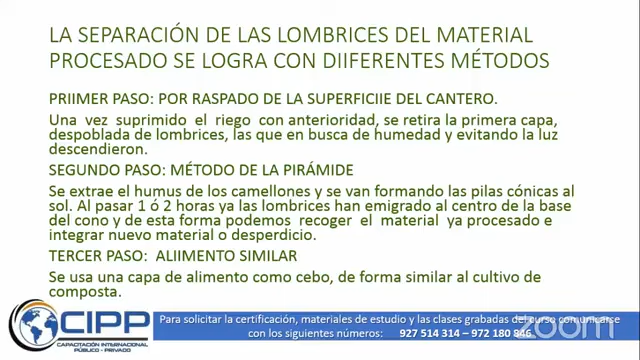 LA SEPARACIÓN DE LAS LOMBRICES DEL MATERIAL
PROCESADO SE LOGRA CON DIIFERENTES MÉTODOS
PRIIMER PASO: POR RASPADO DE LA SUPERFICIIE DEL CANTERO.
Una vez suprimido el riego con anterioridad, se retira la primera capa,
despoblada de lombrices, las que en busca de humedad y evitando la luz
descendieron.
SEGUNDO PASO: MÉTODO DE LA PIRÁMIDE
Se extrae el humus de los camellones y se van formando las pilas cónicas al
sol. Al pasar 1 ó 2 horas ya las lombrices han emigrado al centro de la base
del cono y de esta forma podemos recoger el material ya procesado e
integrar nuevo material o desperdicio.
TERCER PASO: ALIIMENTO SIMILAR
Se usa una capa de alimento como cebo, de forma similar al cultivo de
composta.
CIPP
CAPACITACIÓN INTERNACIONAL
PÚBLICO - PRIVADO
Para solicitar la certificación, materiales de estudio y las clases grabadas del curso comunicarse
con los siguientes números: 927 514 314 – 972 180 846
zoom